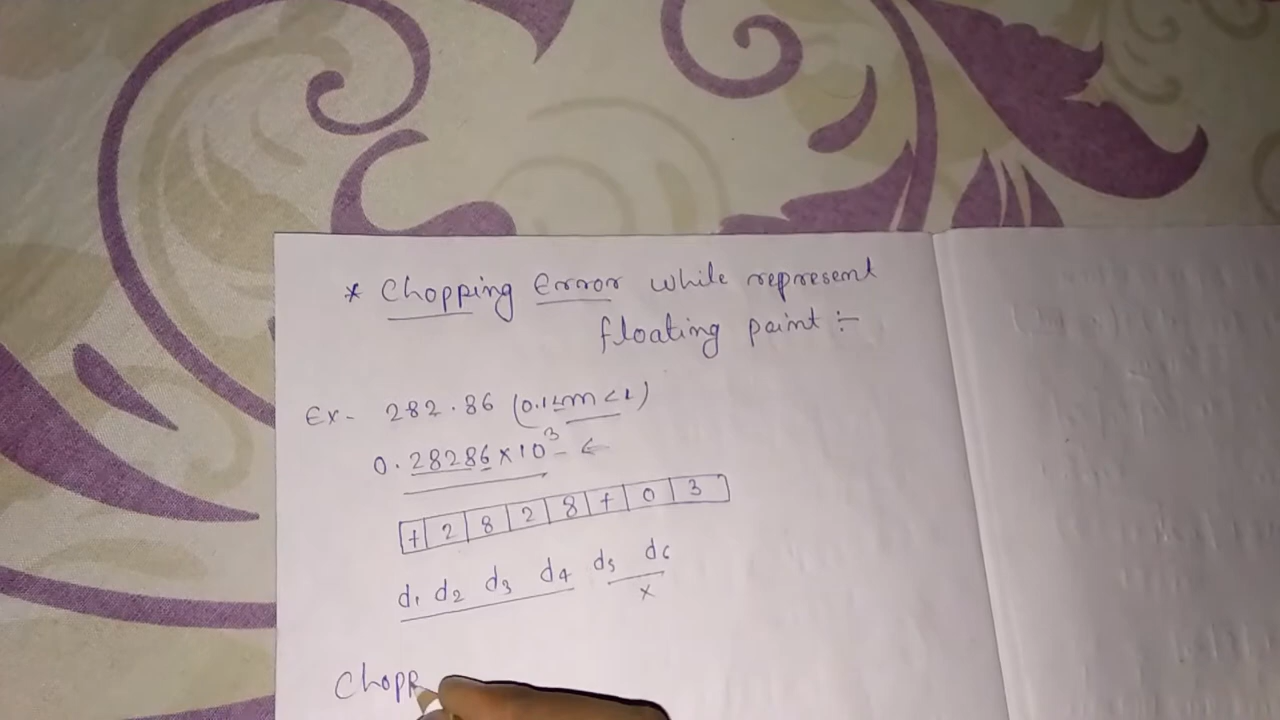 * Chopping Error while represent
floating paint :-
Ex- 282.86 (0.1≤m<1)
0.28286×10³ ←
+ 2 8 2 8 + 0 3
d₁ d₂ d₃ d₄ d₅ d₆
×
Chopp